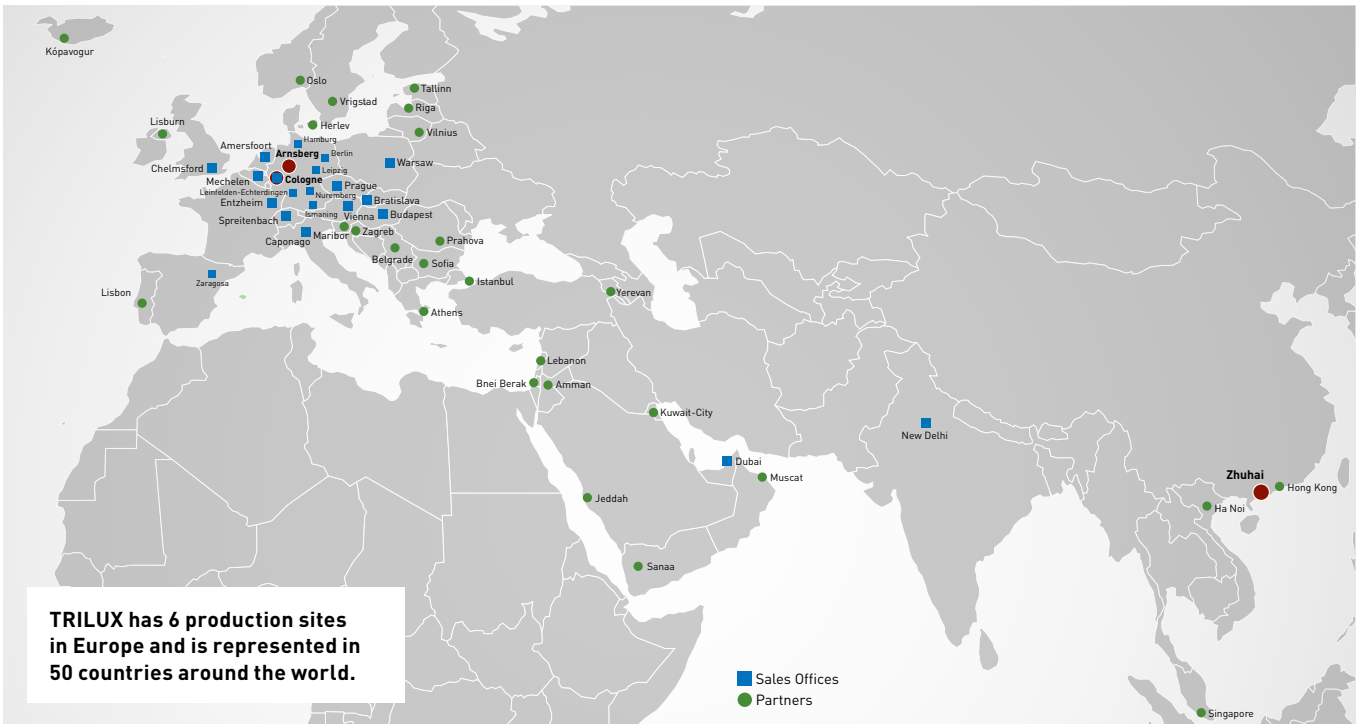 Kópavogur
Oslo
Tallinn
Vrigstad
Riga
Lisburn
Herlev
Vilnius
Hamburg
Amersfoort
Arnsberg
Berlin
Warsaw
Chelmsford
Leipzig
Mechelen
Cologne
Prague
Leinfelden-Echterdingen
Nuremberg
Entzheim
Bratislava
Ismaning
Vienna
Budapest
Spreitenbach
Caponago
Maribor
Zagreb
Prahova
Belgrade
Sofia
Zaragosa
Istanbul
Lisbon
Yerevan
Athens
Lebanon
Bnei Berak
Amman
Kuwait-City
New Delhi
Dubai
Muscat
Zhuhai
Hong Kong
Jeddah
Ha Noi
Sanaa
TRILUX has 6 production sites
in Europe and is represented in
50 countries around the world.
Sales Offices
Partners
Singapore